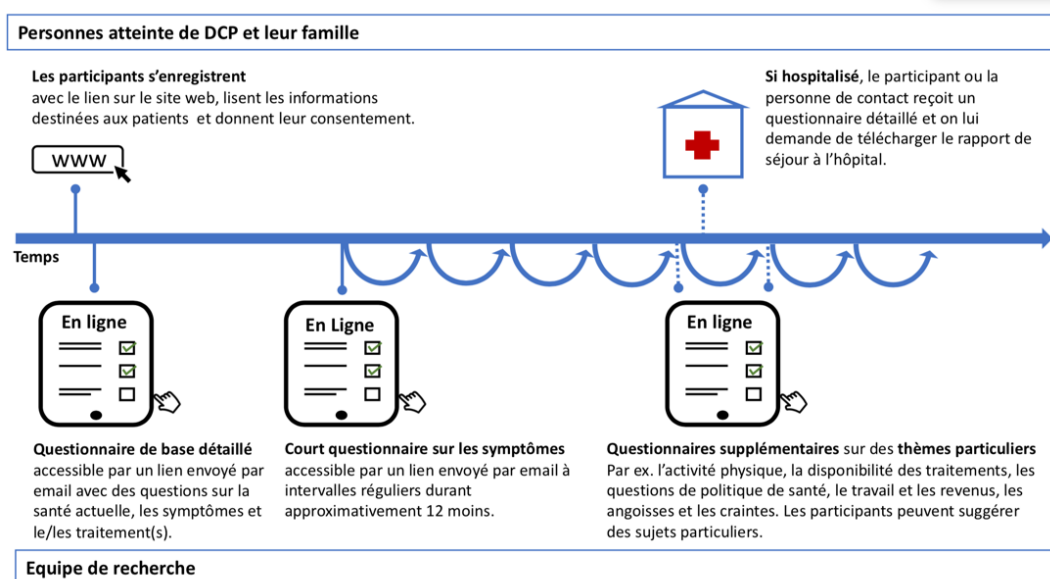 Personnes atteinte de DCP et leur famille
Les participants s’enregistrent
avec le lien sur le site web, lisent les informations
destinées aux patients et donnent leur consentement.
www
Si hospitalisé, le participant ou la
personne de contact reçoit un
questionnaire détaillé et on lui
demande de télécharger le rapport de
séjour à l’hôpital.
Temps
En ligne
En Ligne
En ligne
Questionnaire de base détaillé
accessible par un lien envoyé par
email avec des questions sur la
santé actuelle, les symptômes et
le/les traitement(s).
Court questionnaire sur les symptômes
accessible par un lien envoyé par email à
intervalles réguliers durant
approximativement 12 moins.
Questionnaires supplémentaires sur des thèmes particuliers
Par ex. l’activité physique, la disponibilité des traitements, les
questions de politique de santé, le travail et les revenus, les
angoisses et les craintes. Les participants peuvent suggérer
des sujets particuliers.
Equipe de recherche